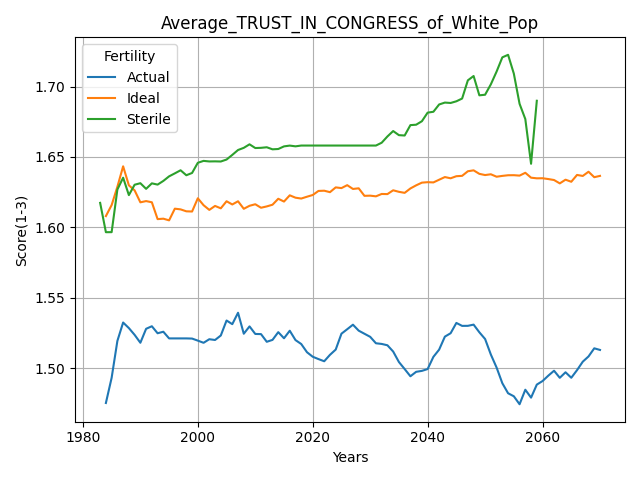 Average_TRUST_IN_CONGRESS_of_White_Pop
Fertility
Actual
Ideal
Sterile
Score(1-3)
1.70
1.65
1.60
1.55
1.50
1980
2000
2020
2040
2060
Years